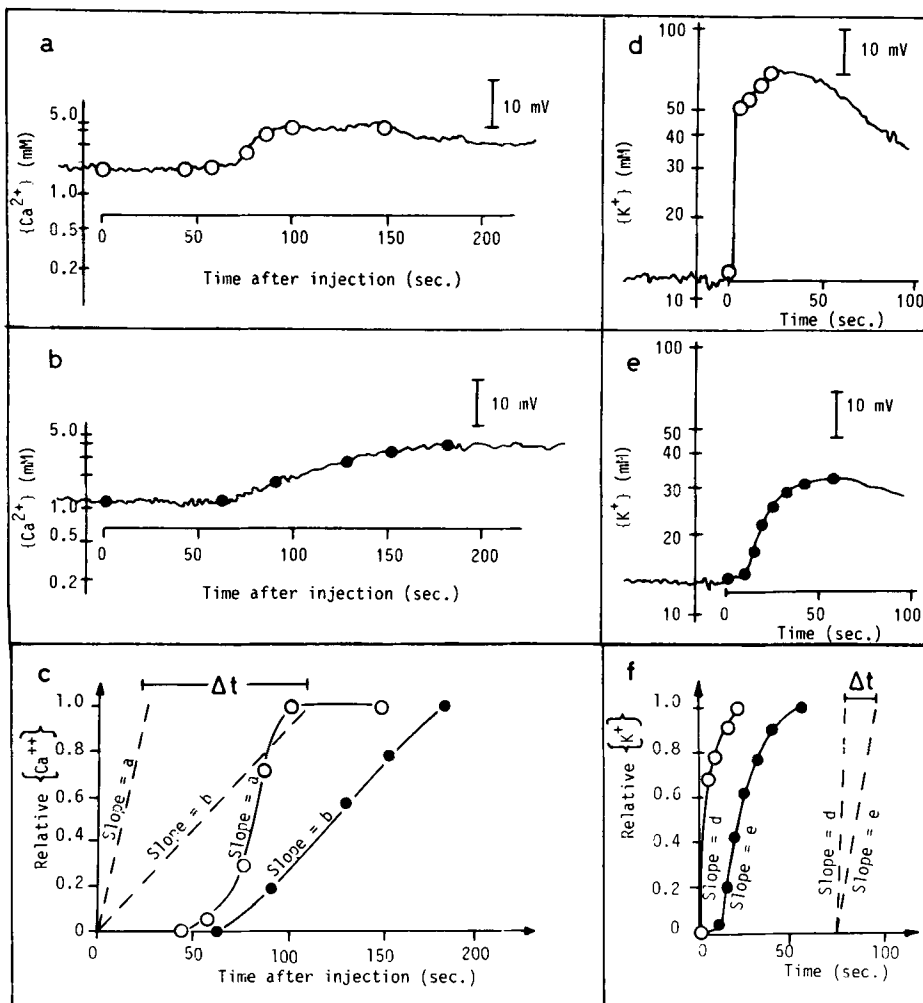 a
10 mV
{Ca2+} (mM)
5.0
1.0
0.5
0.2
0 50 100 150 200
Time after injection (sec.)
b
10 mV
{Ca2+} (mM)
5.0
1.0
0.5
0.2
0 50 100 150 200
Time after injection (sec.)
c
Δt
Relative {Ca++}
1.0
0.8
0.6
0.4
0.2
0
Slope = a
Slope = b
Slope = a
Slope = b
0 50 100 150 200
Time after injection (sec.)
d
10 mV
{K+} (mM)
100
50
40
30
20
10
0 50 100
Time (sec.)
e
10 mV
{K+} (mM)
100
50
40
30
20
10
0 50 100
Time (sec.)
f
Δt
Relative {K+}
1.0
0.8
0.6
0.4
0.2
0
Slope = d
Slope = e
Slope = d
Slope = e
0 50 100
Time (sec.)